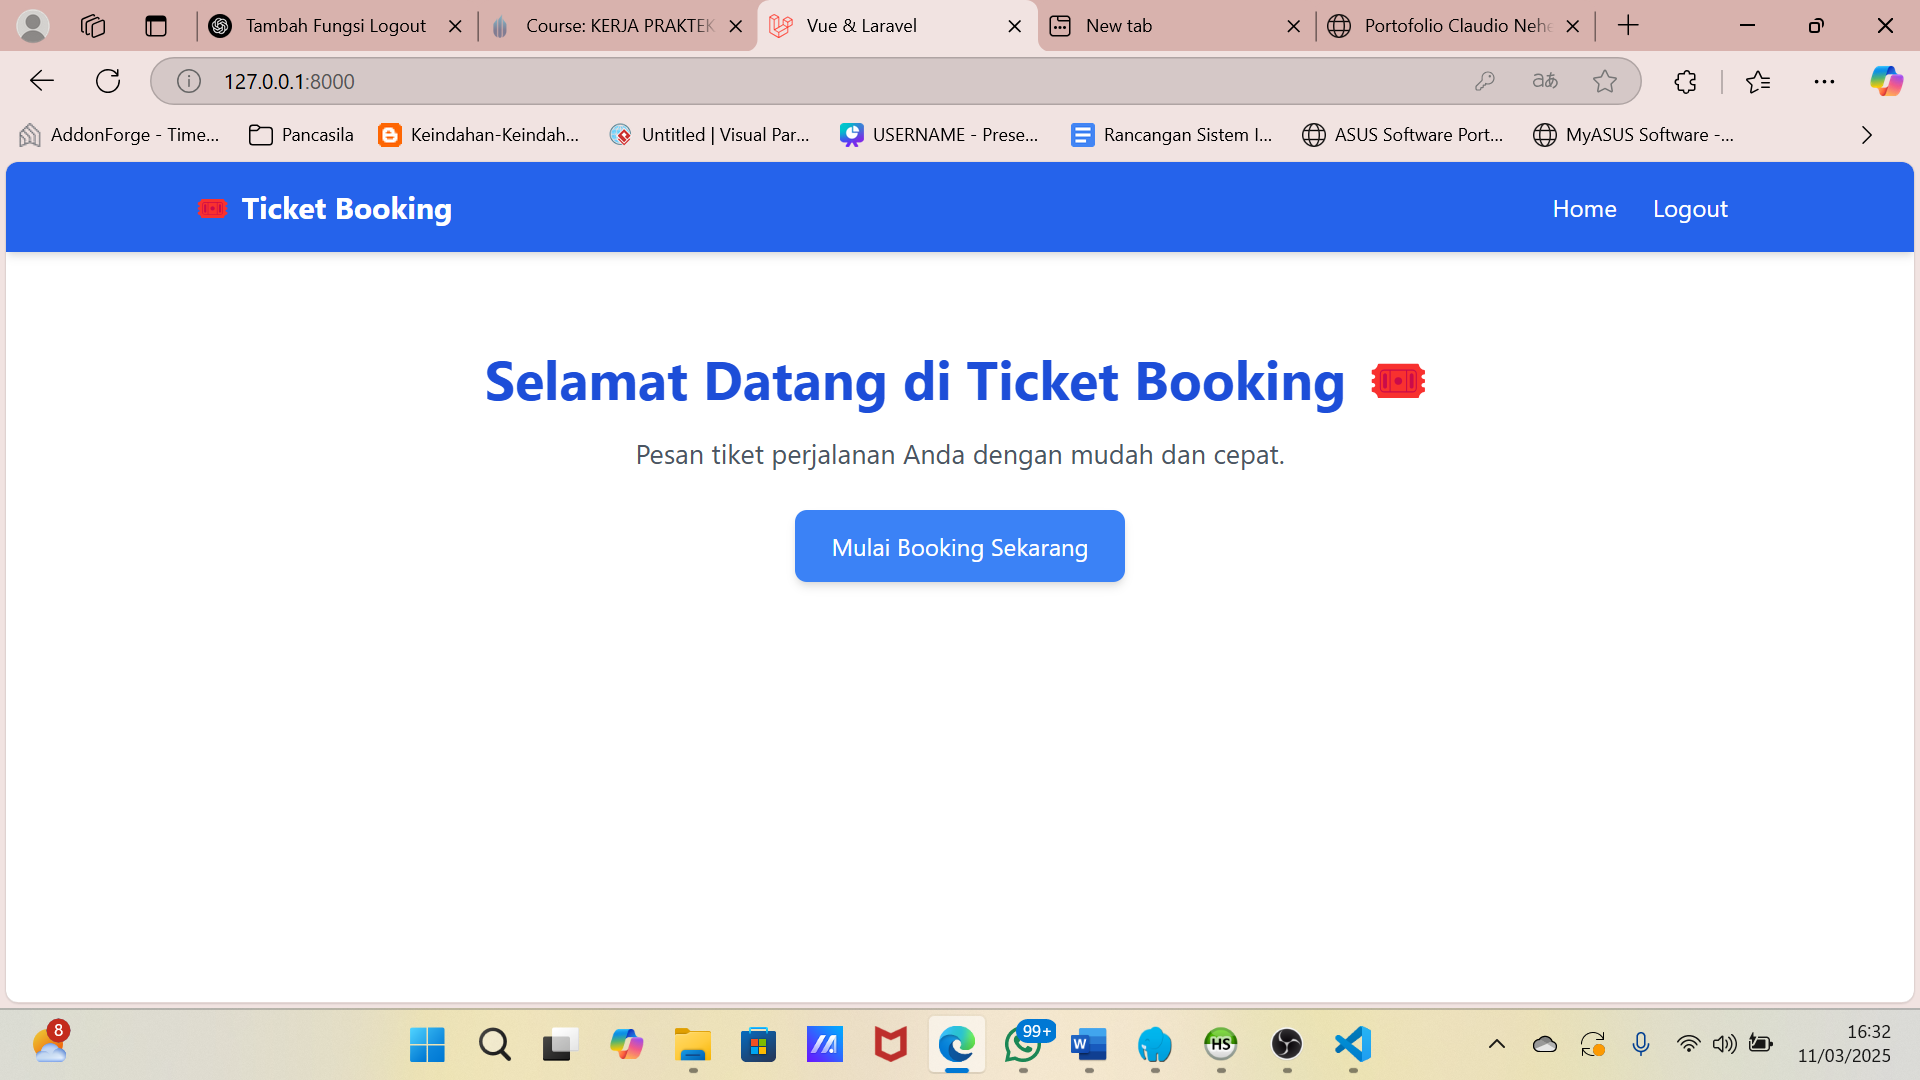 Tambah Fungsi Logout
Course: KERJA PRAKTEK
Vue & Laravel
New tab
Portofolio Claudio Nehe
127.0.0.1:8000
AddonForge - Time...
Pancasila
Keindahan-Keindah...
Untitled | Visual Par...
USERNAME - Prese...
Rancangan Sistem I...
ASUS Software Port...
MyASUS Software -...
Ticket Booking
Home
Logout
Selamat Datang di Ticket Booking
Pesan tiket perjalanan Anda dengan mudah dan cepat.
Mulai Booking Sekarang
8
99+
HS
16:32
11/03/2025